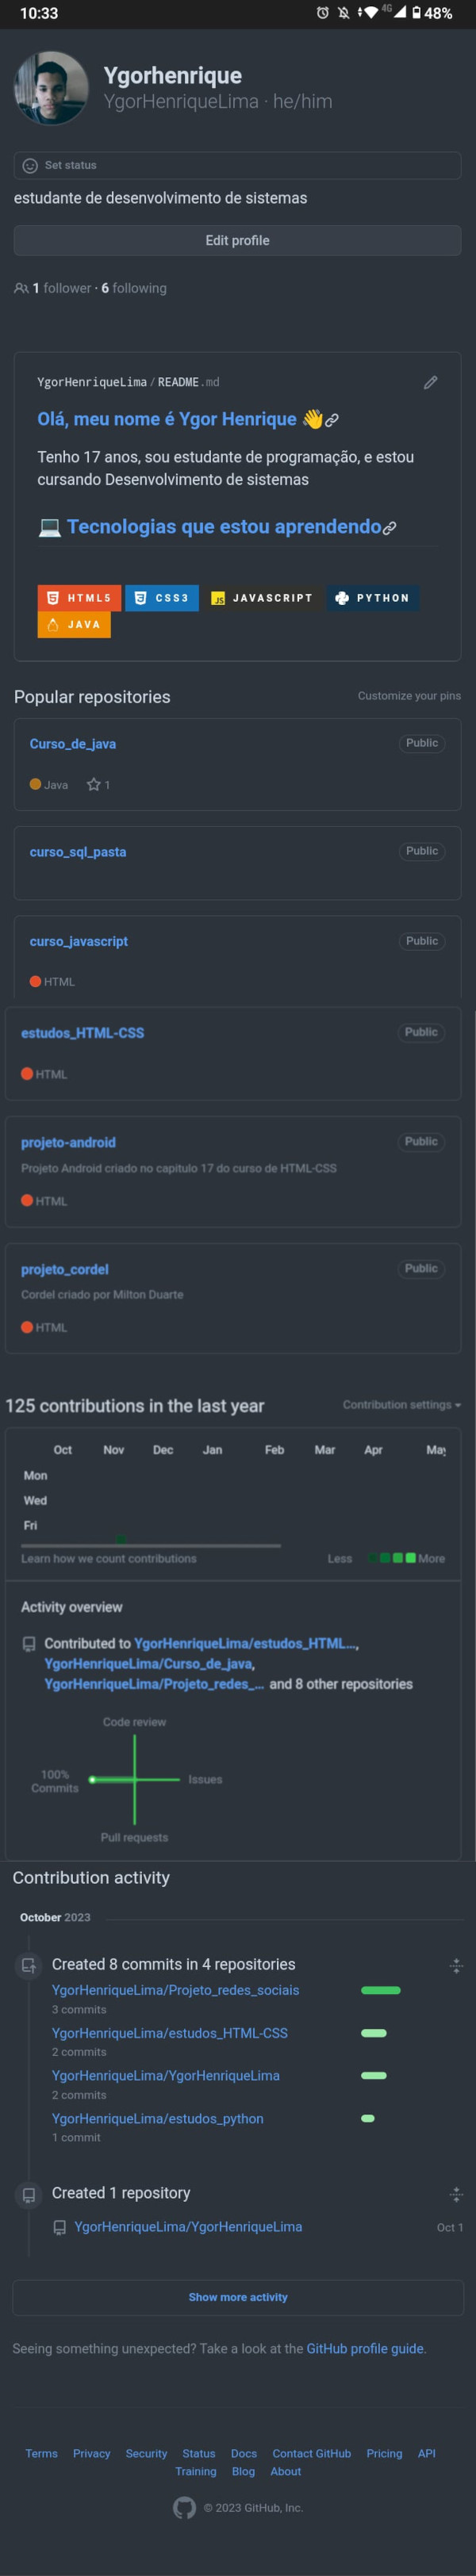 10:33
4G
48%
Ygorhenrique
YgorHenriqueLima · he/him
Set status
estudante de desenvolvimento de sistemas
Edit profile
1 follower · 6 following
YgorHenriqueLima / README.md
Olá, meu nome é Ygor Henrique 👋
Tenho 17 anos, sou estudante de programação, e estou
cursando Desenvolvimento de sistemas
💻 Tecnologias que estou aprendendo
HTML5 CSS3 JS JAVASCRIPT PYTHON
JAVA
Popular repositories Customize your pins
Curso_de_java Public
Java 1
curso_sql_pasta Public
curso_javascript Public
HTML
estudos_HTML-CSS Public
HTML
projeto-android Public
Projeto Android criado no capitulo 17 do curso de HTML-CSS
HTML
projeto_cordel Public
Cordel criado por Milton Duarte
HTML
125 contributions in the last year Contribution settings
Oct Nov Dec Jan Feb Mar Apr May
Mon
Wed
Fri
Learn how we count contributions Less More
Activity overview
Contributed to YgorHenriqueLima/estudos_HTML...,
YgorHenriqueLima/Curso_de_java,
YgorHenriqueLima/Projeto_redes_... and 8 other repositories
Code review
100%
Commits
Issues
Pull requests
Contribution activity
October 2023
Created 8 commits in 4 repositories
YgorHenriqueLima/Projeto_redes_sociais
3 commits
YgorHenriqueLima/estudos_HTML-CSS
2 commits
YgorHenriqueLima/YgorHenriqueLima
2 commits
YgorHenriqueLima/estudos_python
1 commit
Created 1 repository
YgorHenriqueLima/YgorHenriqueLima Oct 1
Show more activity
Seeing something unexpected? Take a look at the GitHub profile guide.
Terms Privacy Security Status Docs Contact GitHub Pricing API
Training Blog About
© 2023 GitHub, Inc.